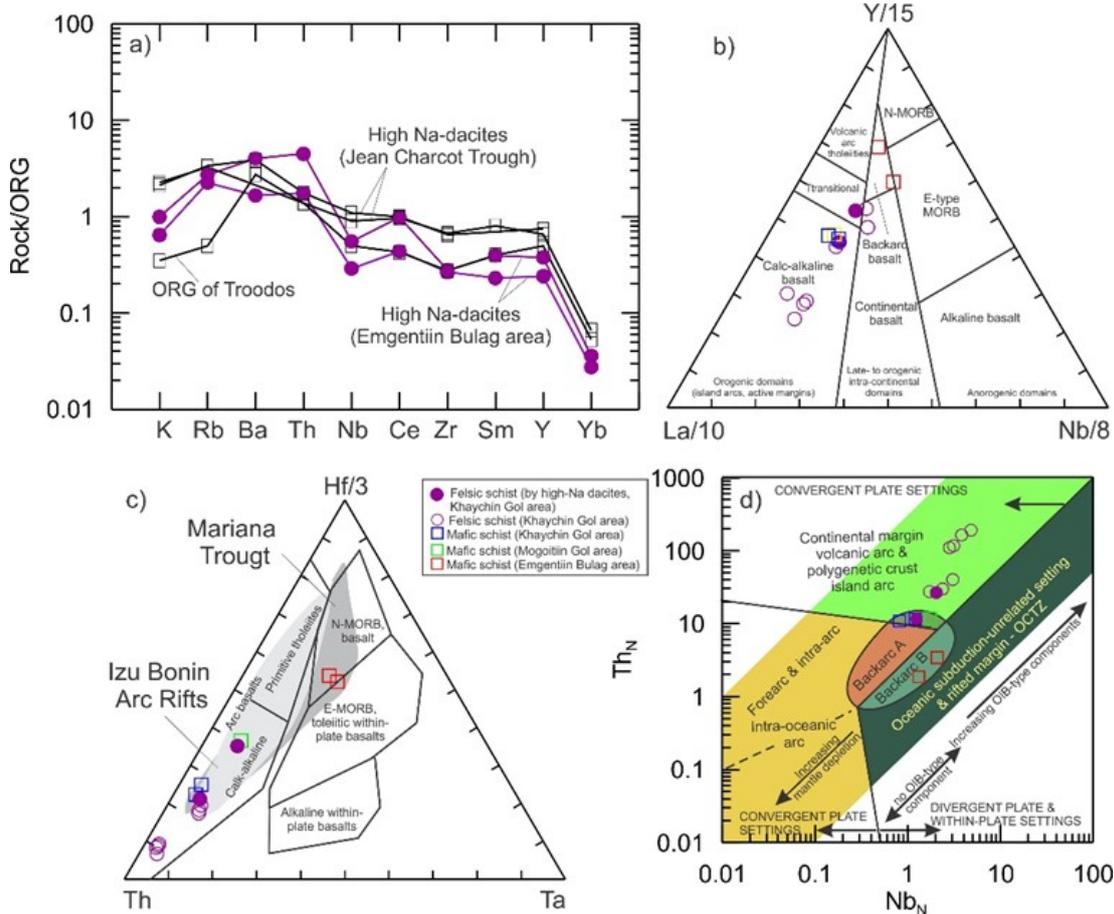 a)
100
10
1
0.1
0.01
Rock/ORG
High Na-dacites
(Jean Charcot Trough)
ORG of Troodos
High Na-dacites
(Emgentiin Bulag area)
K Rb Ba Th Nb Ce Zr Sm Y Yb
b)
Y/15
N-MORB
Volcanic
arc
tholeiites
Ttransitional
E-type
MORB
Backarc
basalt
Calc-alkaline
basalt
Continental
basalt
Alkaline basalt
Orogenic domains
(island arcs, active margins)
Late- to orogenic
intra-continental
domains
Anorogenic domains
La/10
Nb/8
c)
Hf/3
Mariana
Trougt
Felsic schist (by high-Na dacites,
Khaychin Gol area)
Felsic schist (Khaychin Gol area)
Mafic schist (Khaychin Gol area)
Mafic schist (Mogoitiin Gol area)
Mafic schist (Emgentiin Bulag area)
Izu Bonin
Arc Rifts
Arc basalts
Primitive tholeiites
Calk-alkaline
N-MORB,
basalt
E-MORB,
toleiitic within-
plate basalts
Alkaline within-
plate basalts
Th
Ta
d)
1000
100
10
1
0.1
0.01
ThN
CONVERGENT PLATE SETTINGS
Continental margin
volcanic arc &
polygenetic crust
island arc
Forearc & intra-arc
Backarc A
Backarc B
Oceanic subduction-unrelated setting
& rifted margin - OCTZ
Intra-oceanic
arc
Increasing
mantle depletion
Increasing OIB-type components
no OIB-type
component
CONVERGENT PLATE
SETTINGS
DIVERGENT PLATE &
WITHIN-PLATE SETTINGS
0.01 0.1 1 10 100
NbN